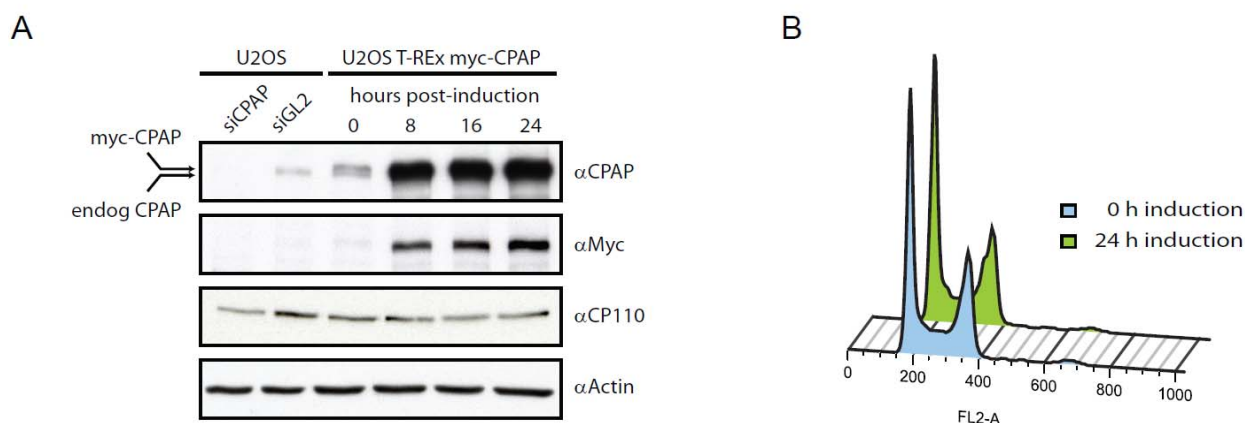 A
B
U2OS
U2OS T-REx myc-CPAP
siCPAP
siGL2
hours post-induction
0 8 16 24
myc-CPAP
endog CPAP
αCPAP
αMyc
αCP110
αActin
0 h induction
24 h induction
0 200 400 600 800 1000
FL2-A